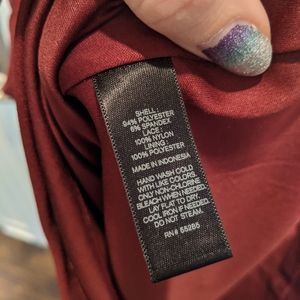 SHELL:
94% POLYESTER
6% SPANDEX
LACE:
100% NYLON
LINING:
100% POLYESTER
MADE IN INDONESIA
HAND WASH COLD
WITH LIKE COLORS
ONLY NON-CHLORINE
BLEACH WHEN NEEDED.
LAY FLAT TO DRY.
COOL IRON IF NEEDED.
DO NOT STEAM.
RN# 55285